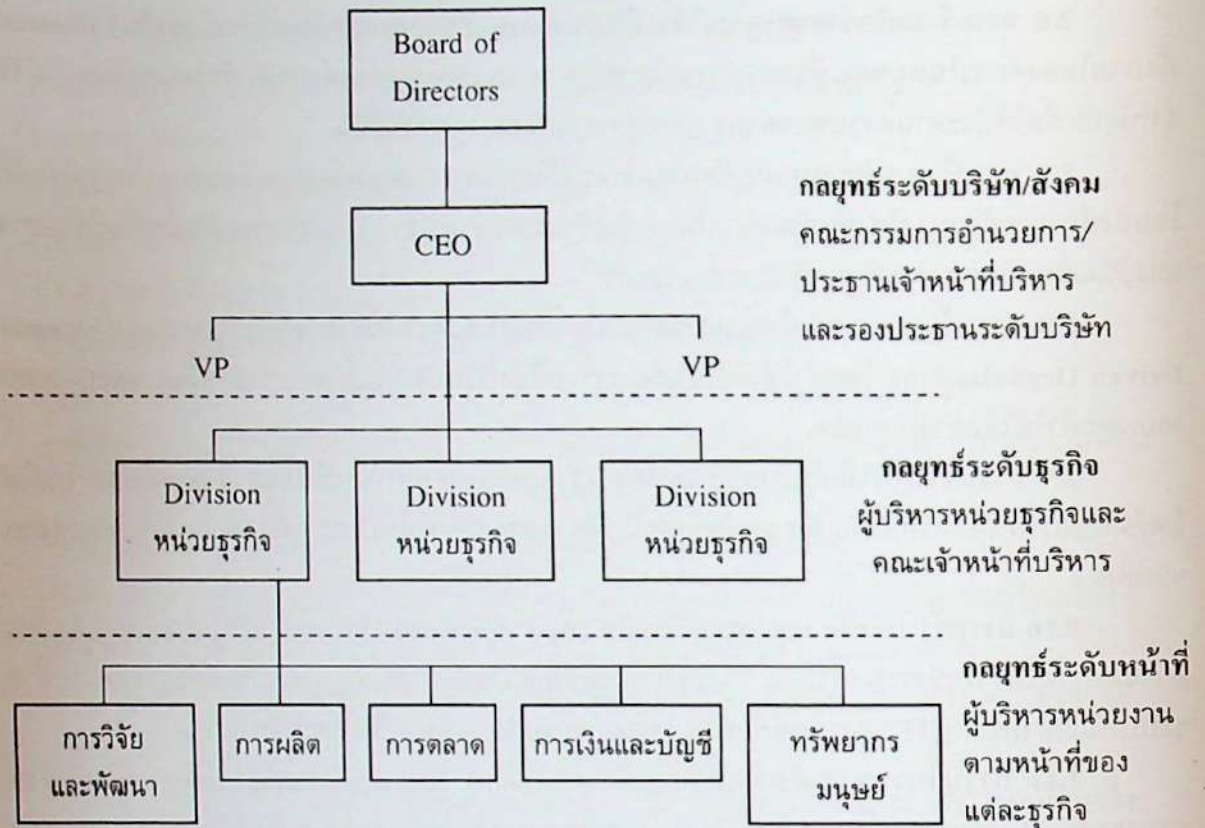 Board of
Directors
CEO
กลยุทธ์ระดับบริษัท/สังคม
คณะกรรมการอำนวยการ/
ประธานเจ้าหน้าที่บริหาร
และรองประธานระดับบริษัท
VP
VP
Division
หน่วยธุรกิจ
Division
หน่วยธุรกิจ
Division
หน่วยธุรกิจ
กลยุทธ์ระดับธุรกิจ
ผู้บริหารหน่วยธุรกิจและ
คณะเจ้าหน้าที่บริหาร
การวิจัย
และพัฒนา
การผลิต
การตลาด
การเงินและบัญชี
ทรัพยากร
มนุษย์
กลยุทธ์ระดับหน้าที่
ผู้บริหารหน่วยงาน
ตามหน้าที่ของ
แต่ละธุรกิจ